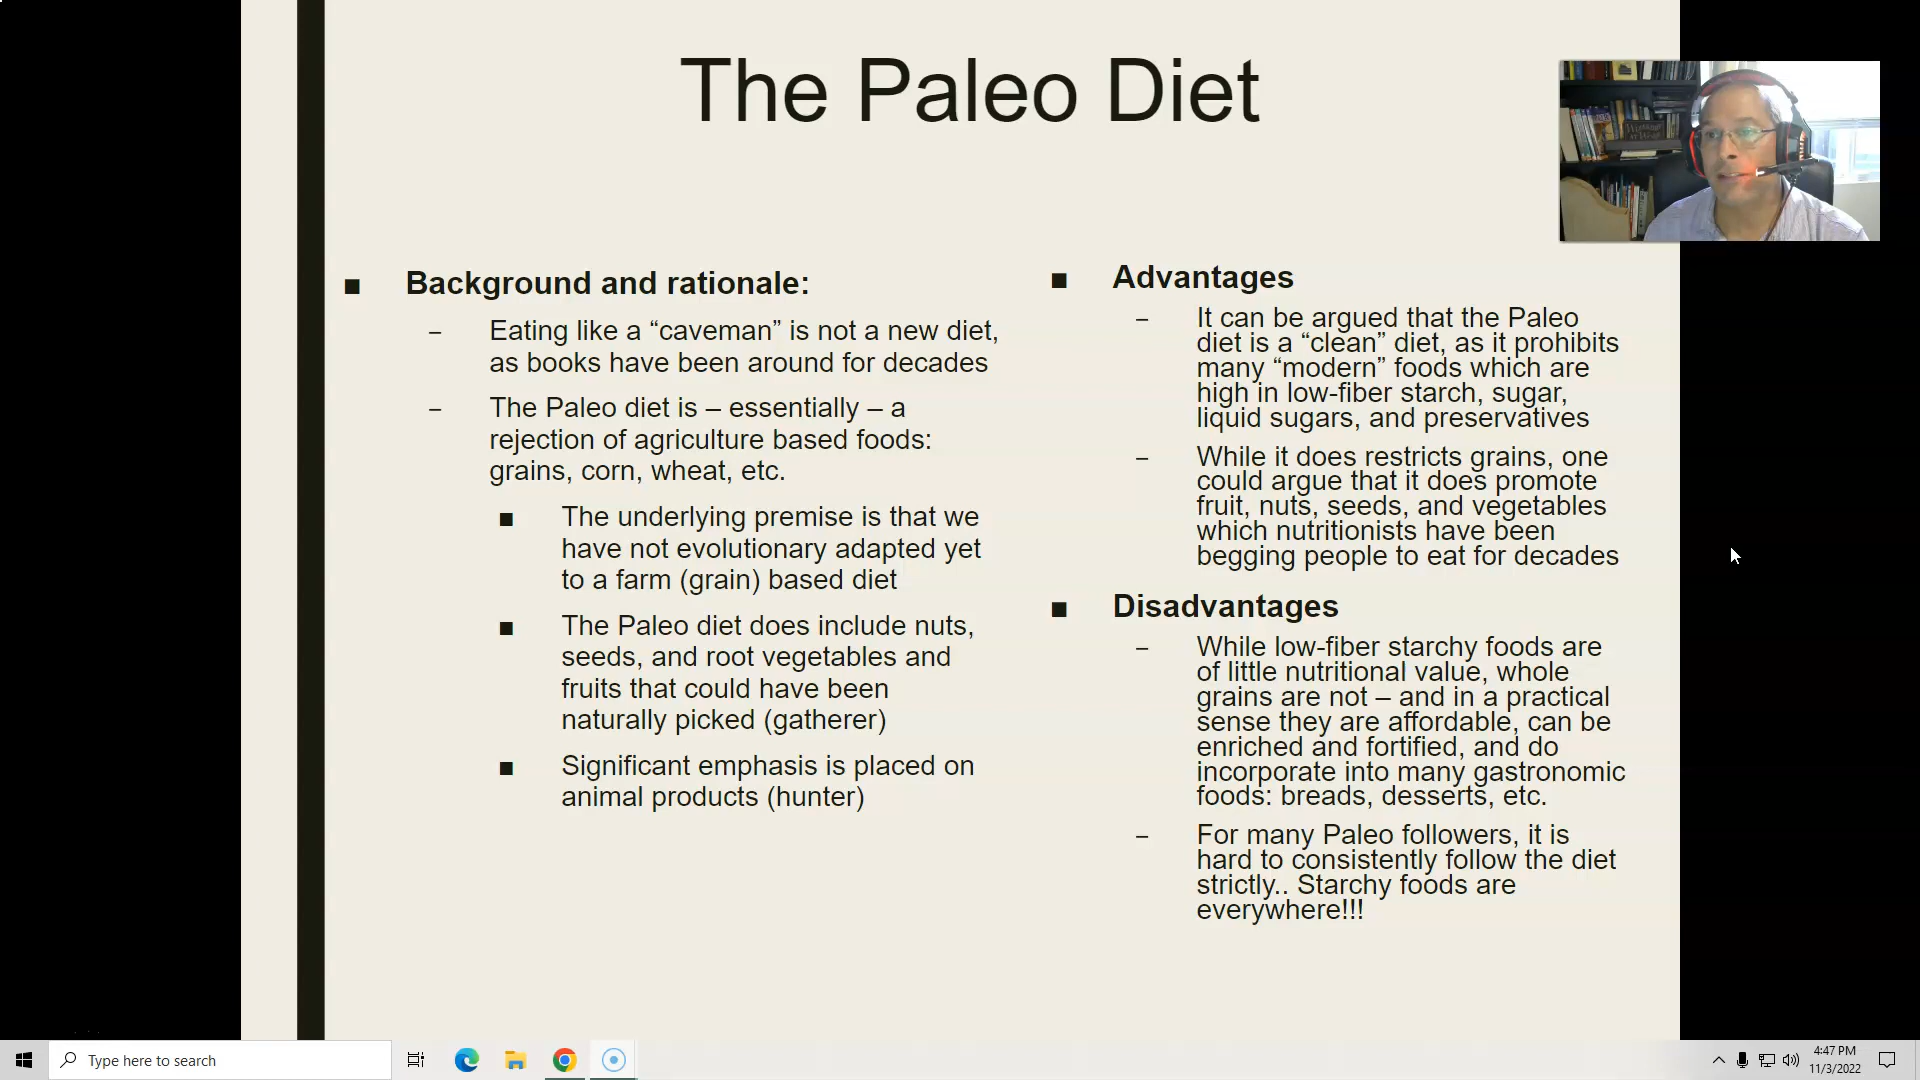 The Paleo Diet
■ Background and rationale:
– Eating like a “caveman” is not a new diet,
as books have been around for decades
– The Paleo diet is – essentially – a
rejection of agriculture based foods:
grains, corn, wheat, etc.
■ The underlying premise is that we
have not evolutionary adapted yet
to a farm (grain) based diet
■ The Paleo diet does include nuts,
seeds, and root vegetables and
fruits that could have been
naturally picked (gatherer)
■ Significant emphasis is placed on
animal products (hunter)
■ Advantages
– It can be argued that the Paleo
diet is a “clean” diet, as it prohibits
many “modern” foods which are
high in low-fiber starch, sugar,
liquid sugars, and preservatives
– While it does restricts grains, one
could argue that it does promote
fruit, nuts, seeds, and vegetables
which nutritionists have been
begging people to eat for decades
■ Disadvantages
– While low-fiber starchy foods are
of little nutritional value, whole
grains are not – and in a practical
sense they are affordable, can be
enriched and fortified, and do
incorporate into many gastronomic
foods: breads, desserts, etc.
– For many Paleo followers, it is
hard to consistently follow the diet
strictly.. Starchy foods are
everywhere!!!
Type here to search
4:47 PM
11/3/2022